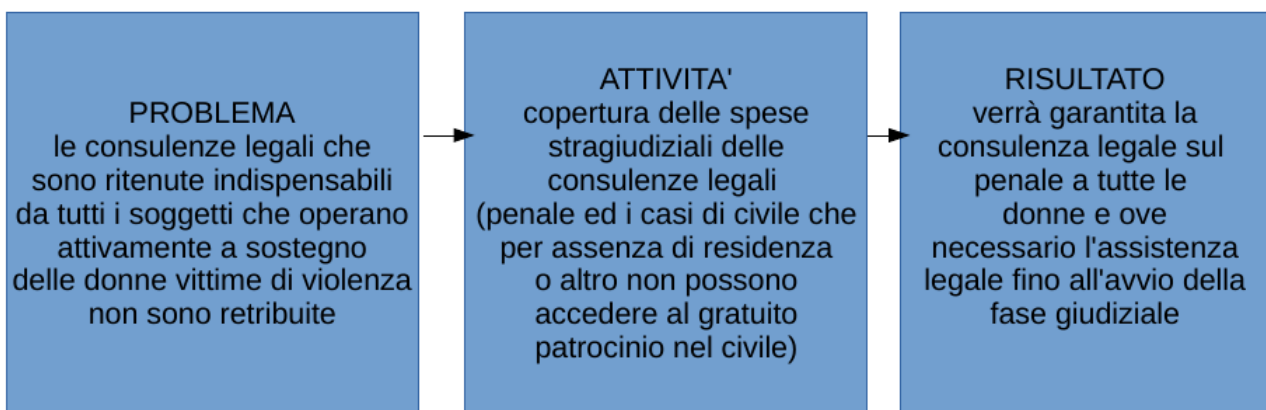 PROBLEMA
le consulenze legali che
sono ritenute indispensabili
da tutti i soggetti che operano
attivamente a sostegno
delle donne vittime di violenza
non sono retribuite
ATTIVITA'
copertura delle spese
stragiudiziali delle
consulenze legali
(penale ed i casi di civile che
per assenza di residenza
o altro non possono
accedere al gratuito
patrocinio nel civile)
RISULTATO
verrà garantita la
consulenza legale sul
penale a tutte le
donne e ove
necessario l'assistenza
legale fino all'avvio della
fase giudiziale